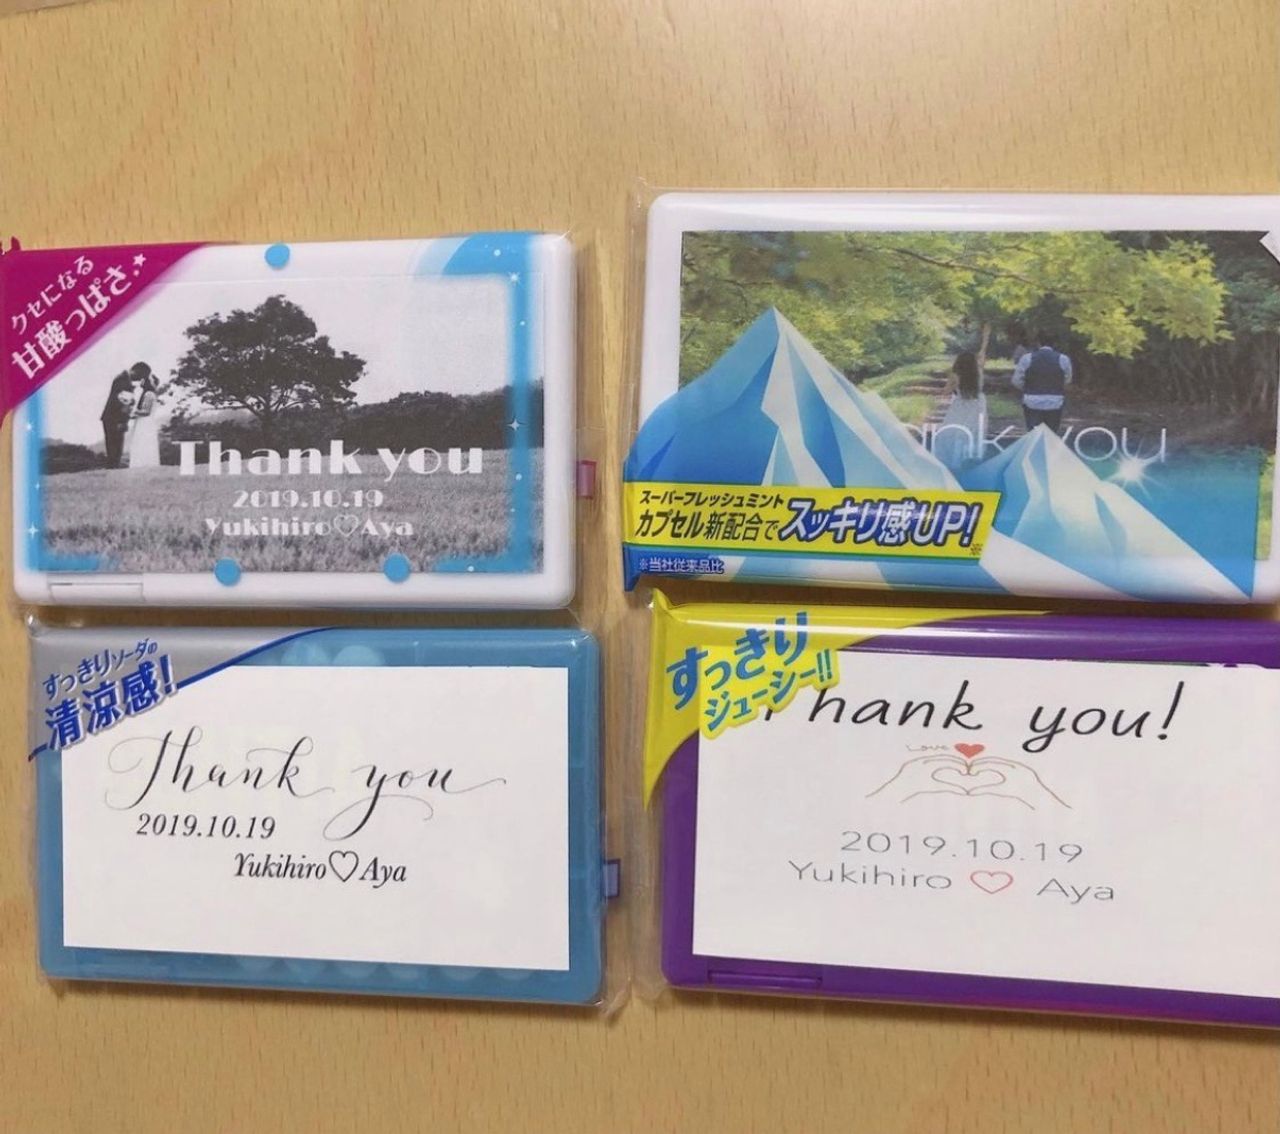 クセになる
甘酸っぱさ
Thank you
2019.10.19
Yukihiro♡Aya
ank you
スーパーフレッシュミント
カプセル新配合でスッキリ感UP!
※当社従来品比
すっきりソーダの
清涼感!
Thank you
2019.10.19
Yukihiro♡Aya
すっきり
ジューシー!!
Thank you!
Love
2019.10.19
Yukihiro ♡ Aya